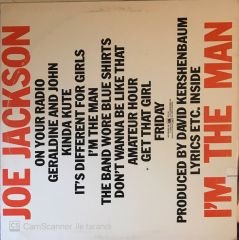 JOE JACKSON
ON YOUR RADIO
GERALDINE AND JOHN
KINDA KUTE
IT'S DIFFERENT FOR GIRLS
I'M THE MAN
THE BAND WORE BLUE SHIRTS
DON'T WANNA BE LIKE THAT
AMATEUR HOUR
GET THAT GIRL
FRIDAY
PRODUCED BY DAVID KERSHENBAUM
LYRICS ETC. INSIDE
I'M THE MAN
CS CamScanner ile tarandı